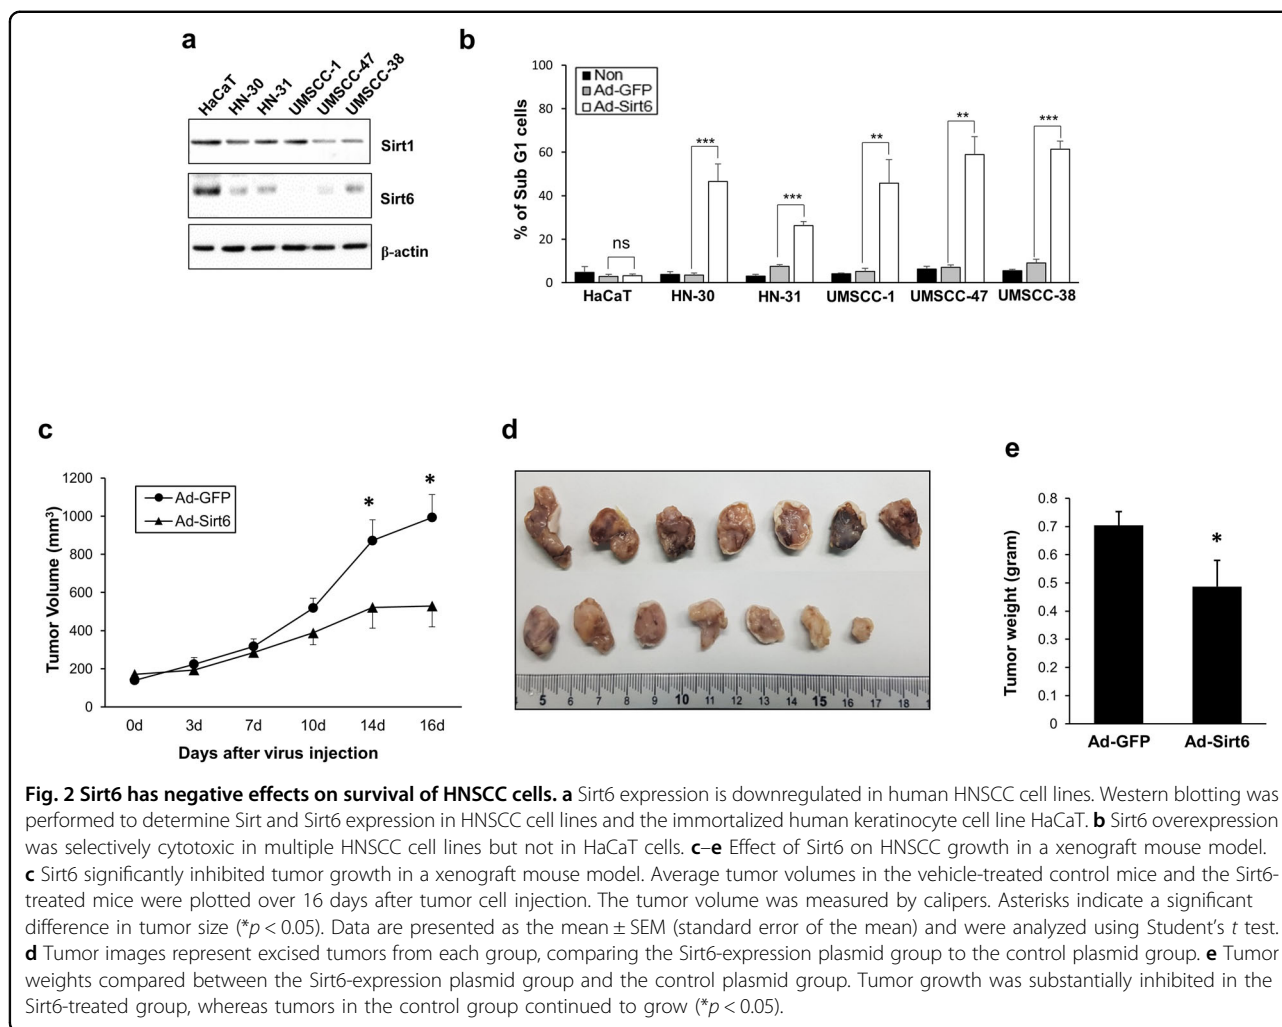 a
HaCaT
HN-30
HN-31
UMSCC-1
UMSCC-47
UMSCC-38
Sirt1
Sirt6
β-actin
b
% of Sub G1 cells
100
80
60
40
20
0
Non
Ad-GFP
Ad-Sirt6
ns
***
***
**
**
***
HaCaT HN-30 HN-31 UMSCC-1 UMSCC-47 UMSCC-38
c
Tumor Volume (mm³)
1200
1000
800
600
400
200
0
Ad-GFP
Ad-Sirt6
*
*
0d 3d 7d 10d 14d 16d
Days after virus injection
d
5 6 7 8 9 10 11 12 13 14 15 16 17 18
e
Tumor weight (gram)
0.8
0.7
0.6
0.5
0.4
0.3
0.2
0.1
0
*
Ad-GFP Ad-Sirt6
Fig. 2 Sirt6 has negative effects on survival of HNSCC cells. a Sirt6 expression is downregulated in human HNSCC cell lines. Western blotting was
performed to determine Sirt and Sirt6 expression in HNSCC cell lines and the immortalized human keratinocyte cell line HaCaT. b Sirt6 overexpression
was selectively cytotoxic in multiple HNSCC cell lines but not in HaCaT cells. c–e Effect of Sirt6 on HNSCC growth in a xenograft mouse model.
c Sirt6 significantly inhibited tumor growth in a xenograft mouse model. Average tumor volumes in the vehicle-treated control mice and the Sirt6-
treated mice were plotted over 16 days after tumor cell injection. The tumor volume was measured by calipers. Asterisks indicate a significant
difference in tumor size (*p < 0.05). Data are presented as the mean ± SEM (standard error of the mean) and were analyzed using Student's t test.
d Tumor images represent excised tumors from each group, comparing the Sirt6-expression plasmid group to the control plasmid group. e Tumor
weights compared between the Sirt6-expression plasmid group and the control plasmid group. Tumor growth was substantially inhibited in the
Sirt6-treated group, whereas tumors in the control group continued to grow (*p < 0.05).